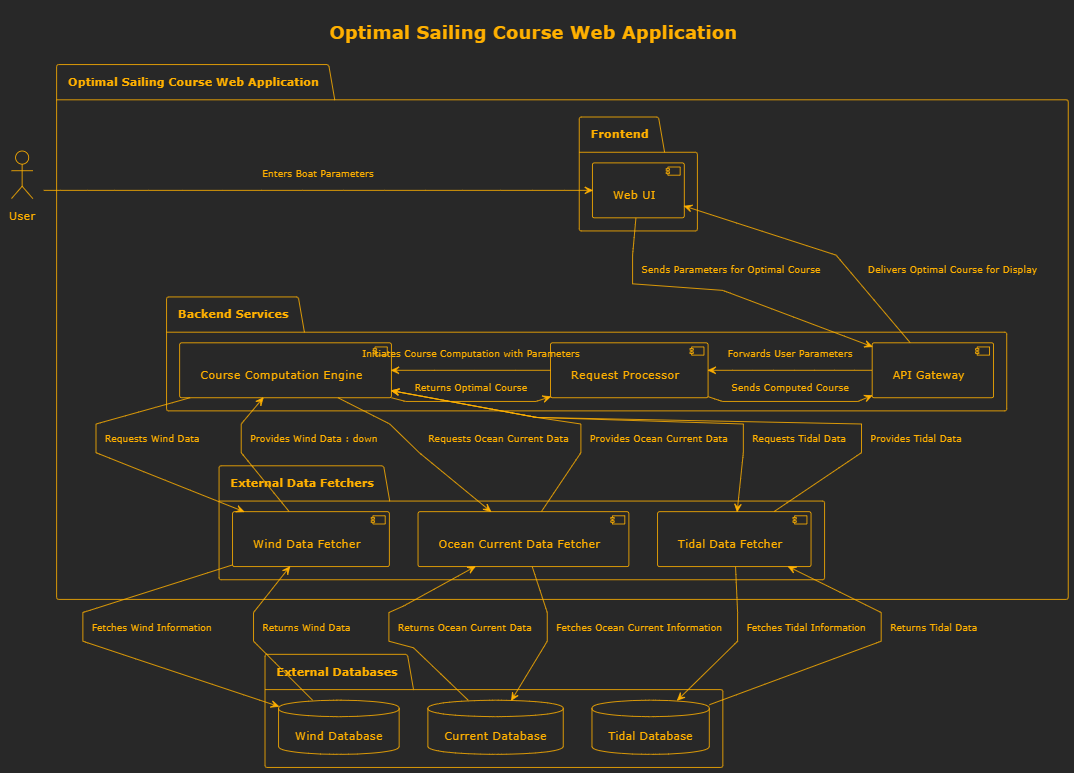 Optimal Sailing Course Web Application
Optimal Sailing Course Web Application
Frontend
Enters Boat Parameters
Web UI
User
Sends Parameters for Optimal Course
Delivers Optimal Course for Display
Backend Services
Initiates Course Computation with Parameters
Forwards User Parameters
Course Computation Engine
Request Processor
API Gateway
Returns Optimal Course
Sends Computed Course
Requests Wind Data
Provides Wind Data : down
Requests Ocean Current Data
Provides Ocean Current Data
Requests Tidal Data
Provides Tidal Data
External Data Fetchers
Wind Data Fetcher
Ocean Current Data Fetcher
Tidal Data Fetcher
Fetches Wind Information
Returns Wind Data
Returns Ocean Current Data
Fetches Ocean Current Information
Fetches Tidal Information
Returns Tidal Data
External Databases
Wind Database
Current Database
Tidal Database